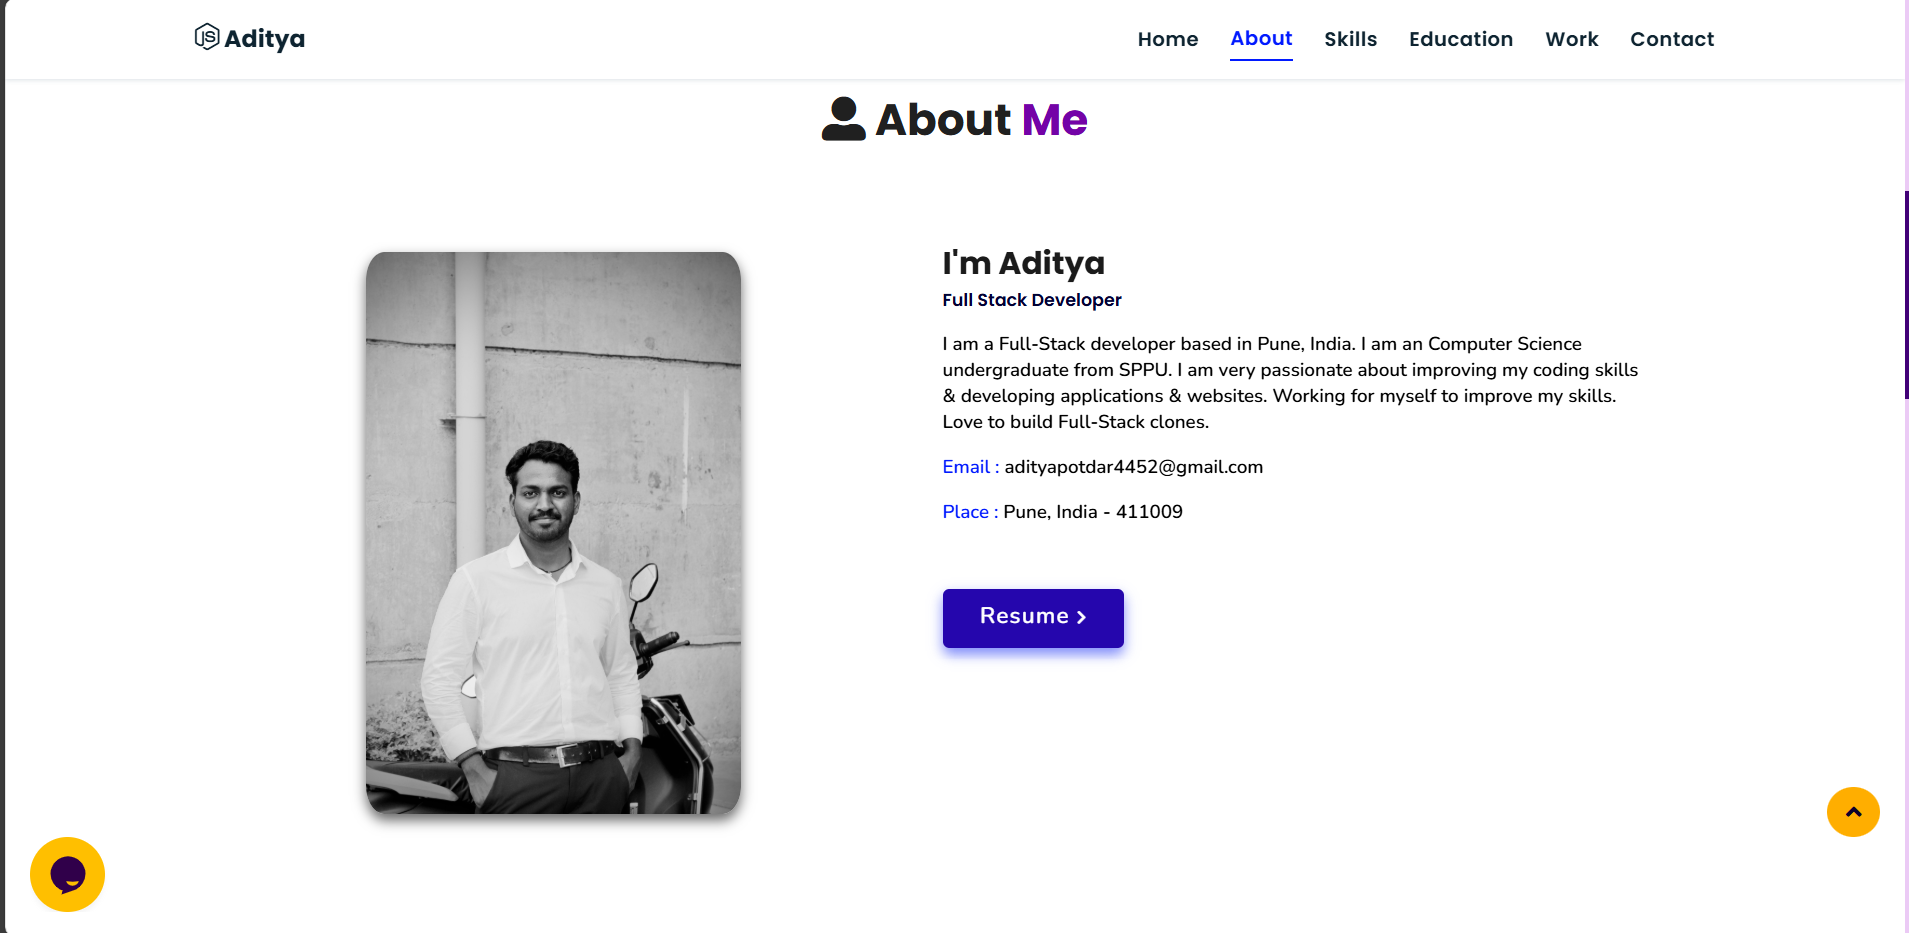 Aditya
Home About Skills Education Work Contact
About Me
I'm Aditya
Full Stack Developer
I am a Full-Stack developer based in Pune, India. I am an Computer Science
undergraduate from SPPU. I am very passionate about improving my coding skills
& developing applications & websites. Working for myself to improve my skills.
Love to build Full-Stack clones.
Email : adityapotdar4452@gmail.com
Place : Pune, India - 411009
Resume